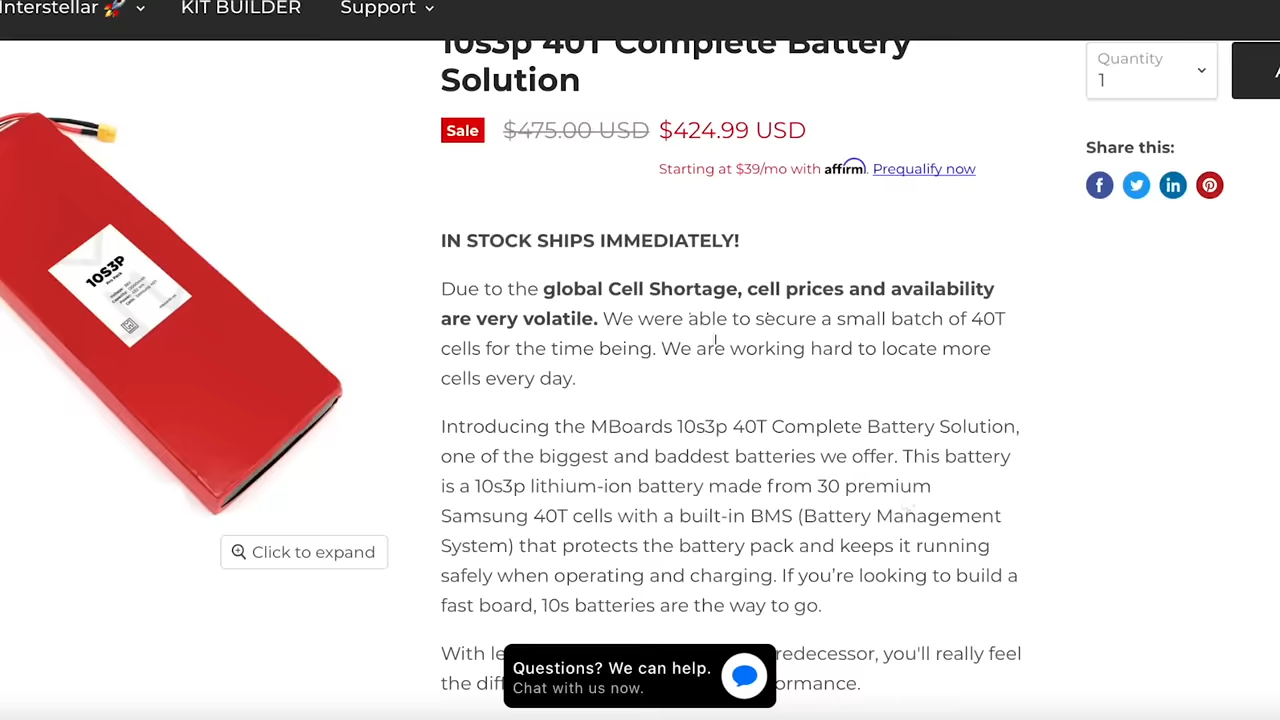 Interstellar 🚀
KIT BUILDER
Support
10s3p 40T Complete Battery
Solution
Sale $475.00 USD $424.99 USD
Starting at $39/mo with affirm. Prequalify now
IN STOCK SHIPS IMMEDIATELY!
Due to the global Cell Shortage, cell prices and availability
are very volatile. We were able to secure a small batch of 40T
cells for the time being. We are working hard to locate more
cells every day.
Introducing the MBoards 10s3p 40T Complete Battery Solution,
one of the biggest and baddest batteries we offer. This battery
is a 10s3p lithium-ion battery made from 30 premium
Samsung 40T cells with a built-in BMS (Battery Management
System) that protects the battery pack and keeps it running
safely when operating and charging. If you’re looking to build a
fast board, 10s batteries are the way to go.
With
redecessor, you'll really feel
the
ormance.
Questions? We can help.
Chat with us now.
10S3P
Click to expand
Quantity
1
Share this: